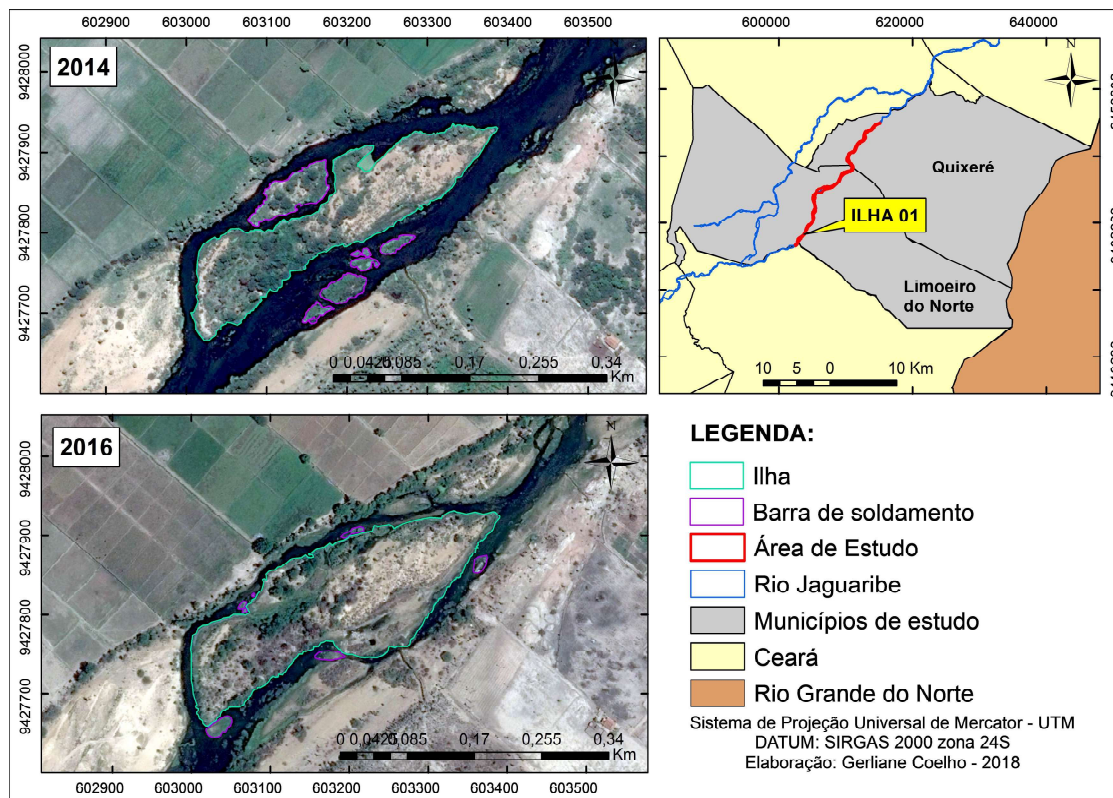 602900 603000 603100 603200 603300 603400 603500
2014
9428000
9427900
9427800
9427700
0 0,0425 0,085 0,17 0,255 0,34
Km
600000 620000 640000
N
Quixeré
ILHA 01
Limoeiro
do Norte
10 5 0 10 Km
2016
9428000
9427900
9427800
9427700
0 0,0425 0,085 0,17 0,255 0,34
Km
602900 603000 603100 603200 603300 603400 603500
LEGENDA:
Ilha
Barra de soldamento
Área de Estudo
Rio Jaguaribe
Municípios de estudo
Ceará
Rio Grande do Norte
Sistema de Projeção Universal de Mercator - UTM
DATUM: SIRGAS 2000 zona 24S
Elaboração: Gerliane Coelho - 2018